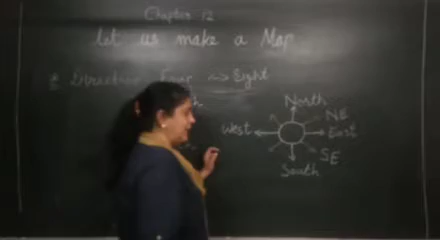 Chapter 12
Let us make a Map
Direction Four => Eight
North
NE
West
East
SE
South